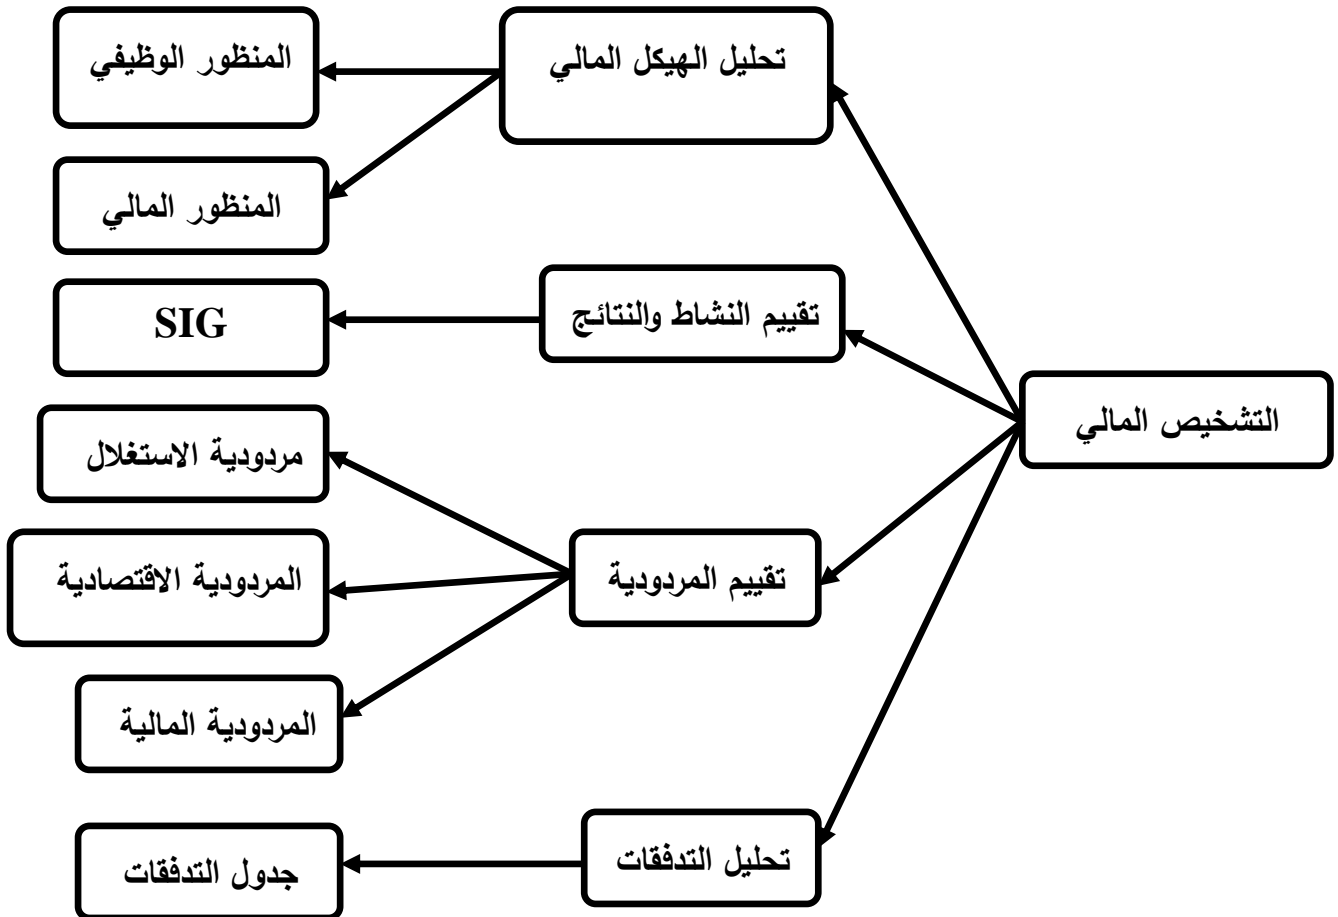 التشخيص المالي
تحليل الهيكل المالي
المنظور الوظيفي
المنظور المالي
تقييم النشاط والنتائج
SIG
تقييم المردودية
مردودية الاستغلال
المردودية الاقتصادية
المردودية المالية
تحليل التدفقات
جدول التدفقات